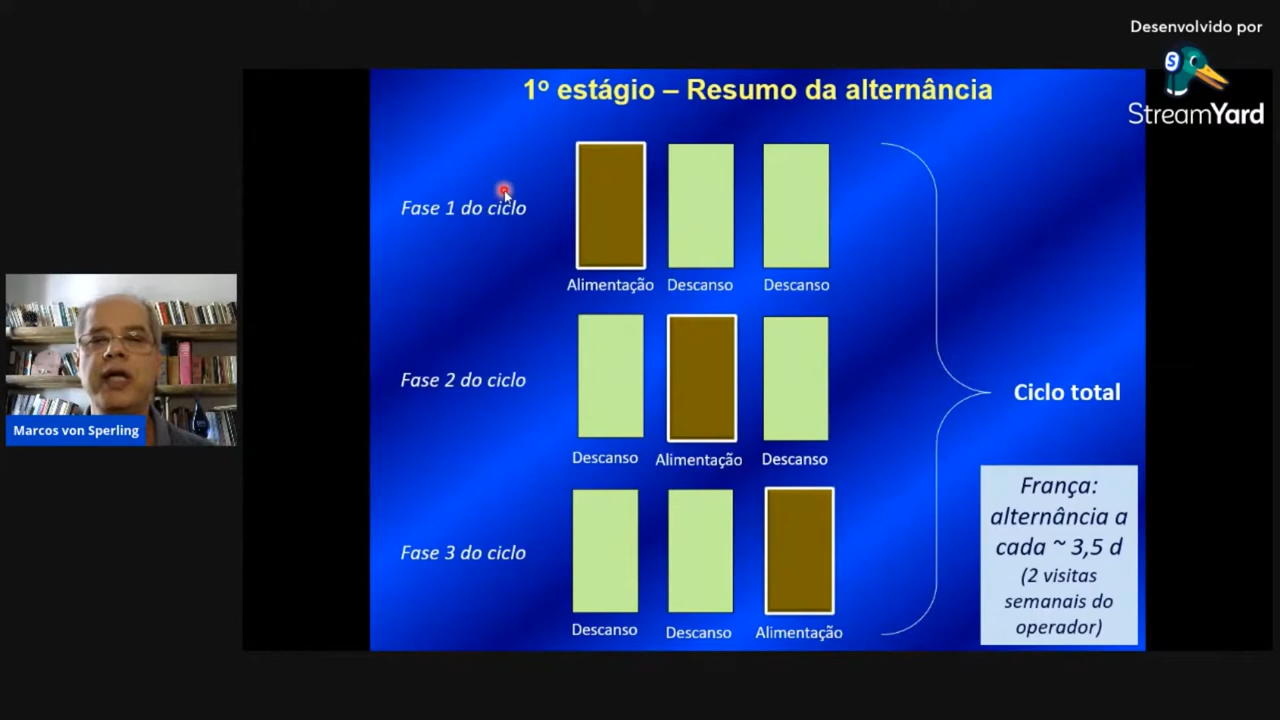 Desenvolvido por
S
StreamYard
1º estágio – Resumo da alternância
Fase 1 do ciclo
Alimentação Descanso Descanso
Fase 2 do ciclo
Descanso Alimentação Descanso
Fase 3 do ciclo
Descanso Descanso Alimentação
Ciclo total
França:
alternância a
cada ~ 3,5 d
(2 visitas
semanais do
operador)
Marcos von Sperling